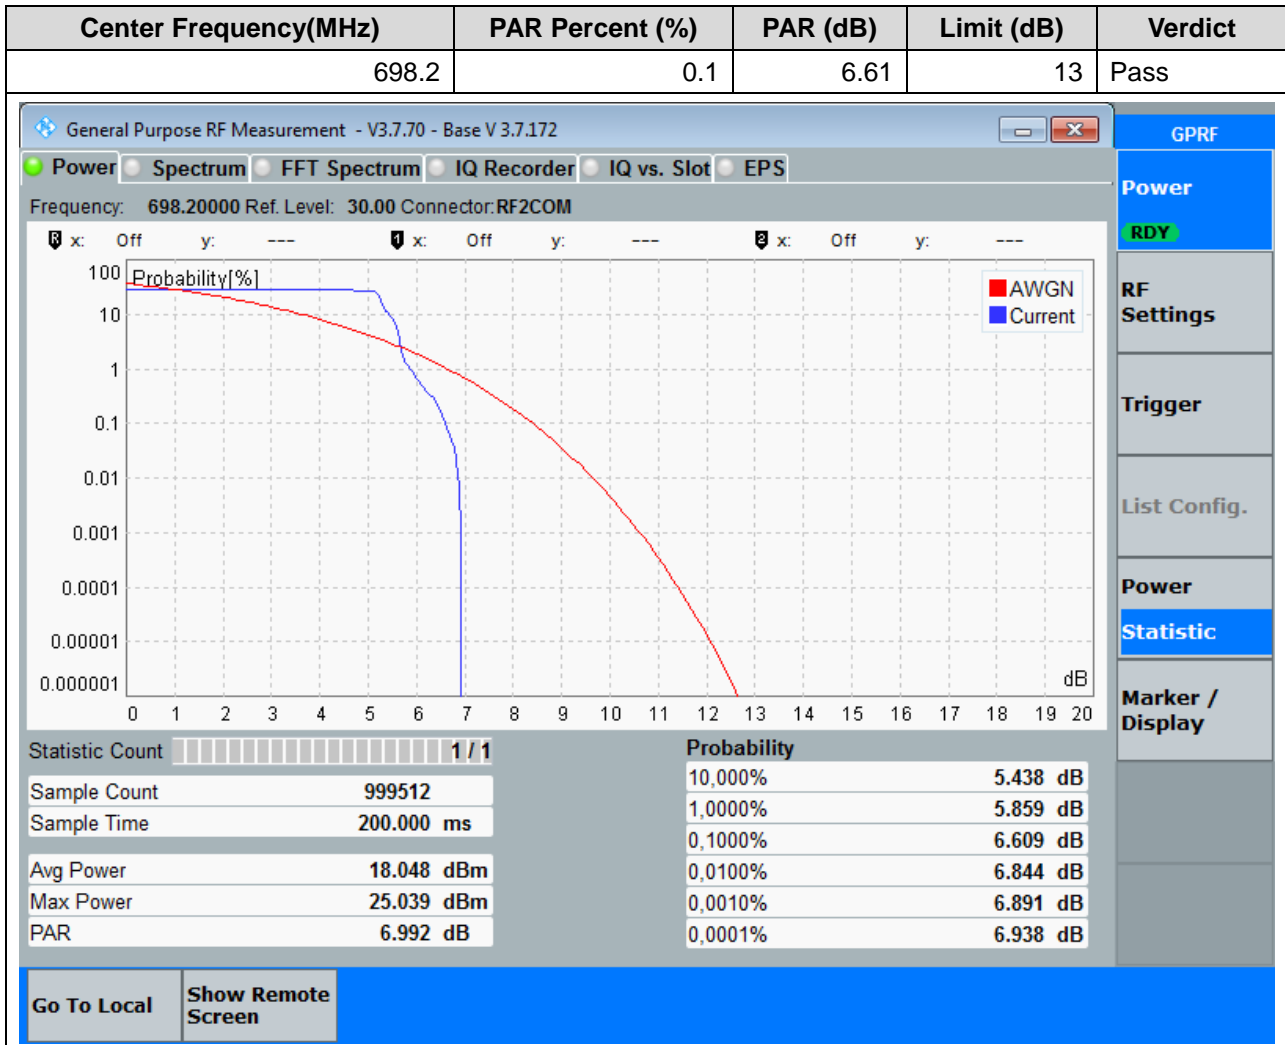 Center Frequency(MHz) PAR Percent (%) PAR (dB) Limit (dB) Verdict
698.2 0.1 6.61 13 Pass
General Purpose RF Measurement - V3.7.70 - Base V 3.7.172
GPRF
Power Spectrum FFT Spectrum IQ Recorder IQ vs. Slot EPS
Frequency: 698.20000 Ref. Level: 30.00 Connector:RF2COM
R x: Off y: --- 1 x: Off y: --- 2 x: Off y: ---
Probability[%]
100
10
1
0.1
0.01
0.001
0.0001
0.00001
0.000001
AWGN
Current
dB
0 1 2 3 4 5 6 7 8 9 10 11 12 13 14 15 16 17 18 19 20
Statistic Count 1 / 1
Sample Count 999512
Sample Time 200.000 ms
Avg Power 18.048 dBm
Max Power 25.039 dBm
PAR 6.992 dB
Probability
10,000% 5.438 dB
1,0000% 5.859 dB
0,1000% 6.609 dB
0,0100% 6.844 dB
0,0010% 6.891 dB
0,0001% 6.938 dB
Power
RDY
RF
Settings
Trigger
List Config.
Power
Statistic
Marker /
Display
Go To Local
Show Remote
Screen